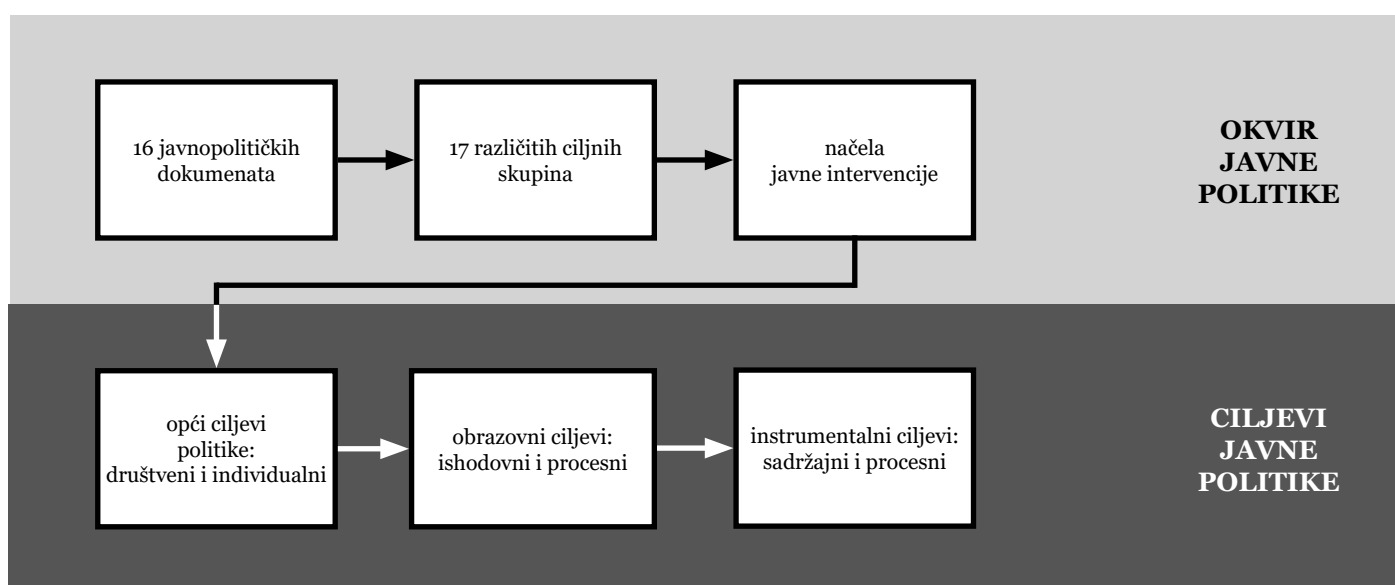 16 javnopolitičkih
dokumenata
17 različitih ciljnih
skupina
načela
javne intervencije
OKVIR
JAVNE
POLITIKE
opći ciljevi
politike:
društveni i individualni
obrazovni ciljevi:
ishodovni i procesni
instrumentalni ciljevi:
sadržajni i procesni
CILJEVI
JAVNE
POLITIKE